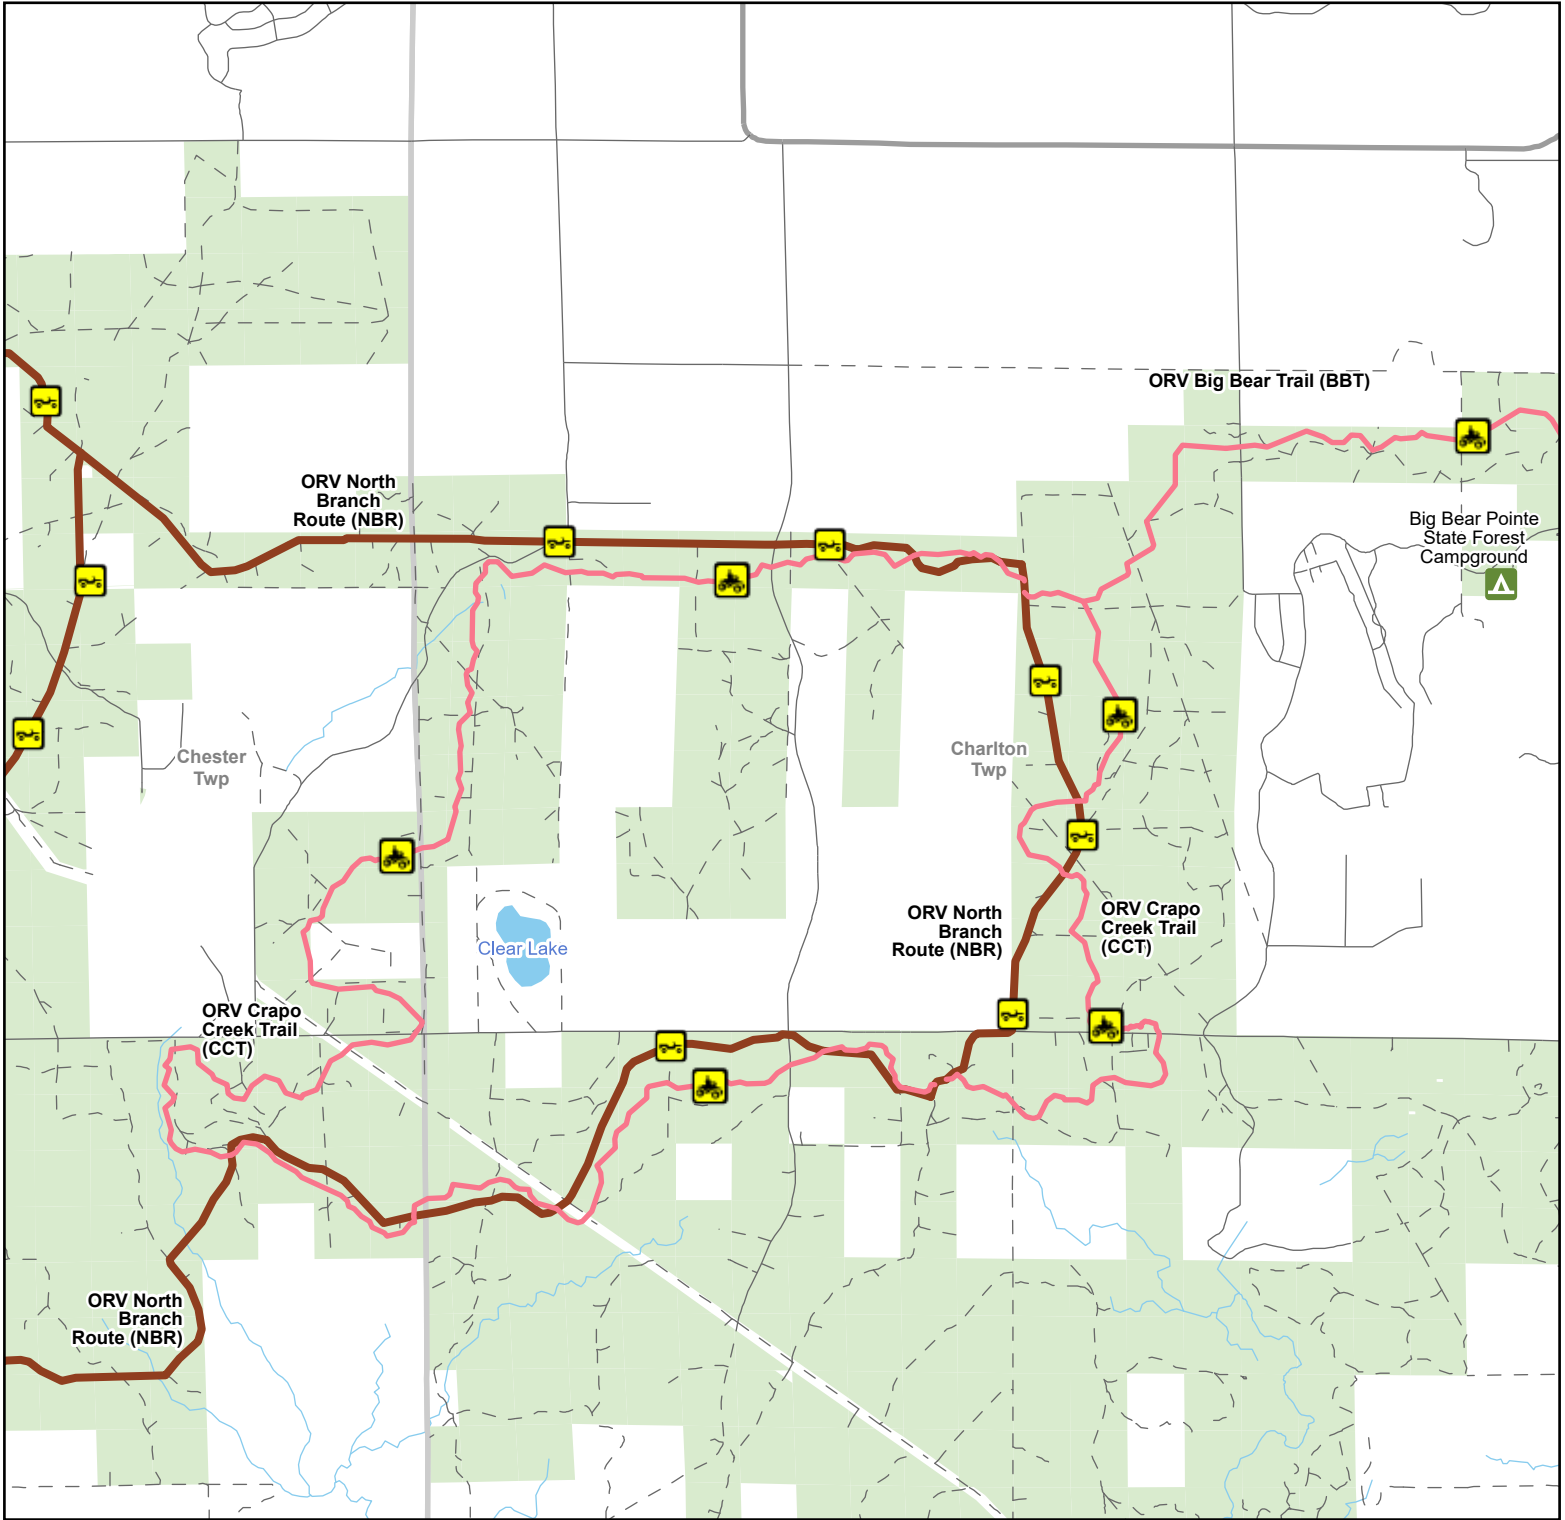 ORV Big Bear Trail (BBT)
ORV North
Branch
Route (NBR)
Big Bear Pointe
State Forest
Campground
Chester
Twp
Charlton
Twp
ORV North
Branch
Route (NBR)
ORV Crapo
Creek Trail
(CCT)
Clear Lake
ORV Crapo
Creek Trail
(CCT)
ORV North
Branch
Route (NBR)